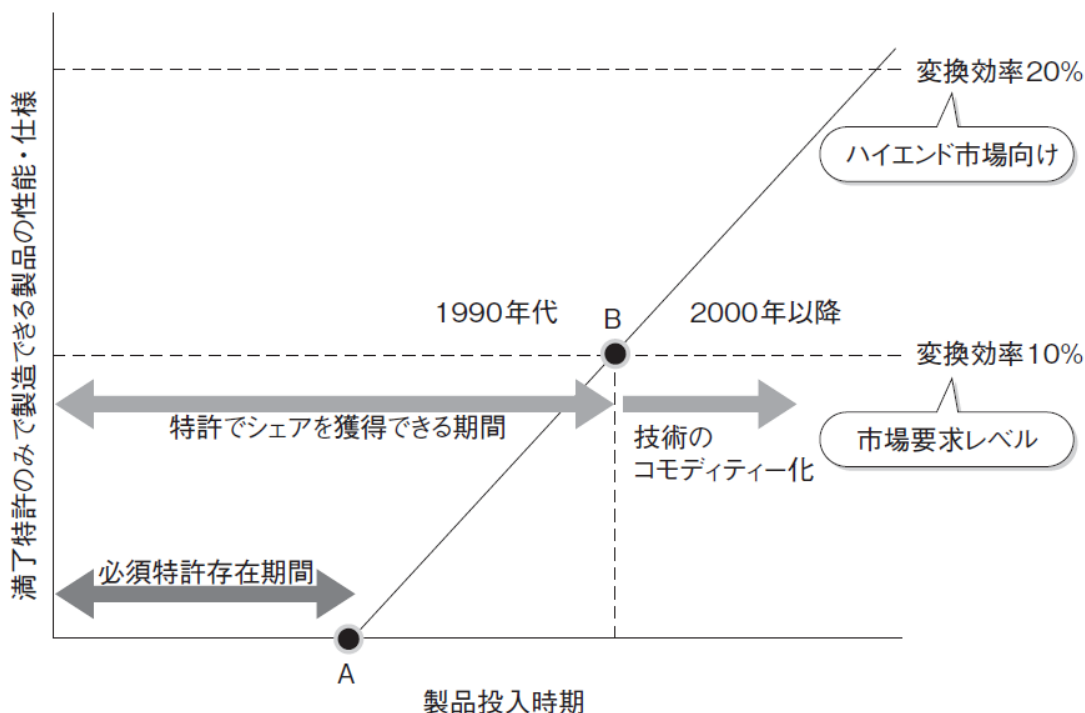 満了特許のみで製造できる製品の性能・仕様
変換効率20%
ハイエンド市場向け
1990年代
B
2000年以降
変換効率10%
市場要求レベル
特許でシェアを獲得できる期間
技術の
コモディティー化
必須特許存在期間
A
製品投入時期